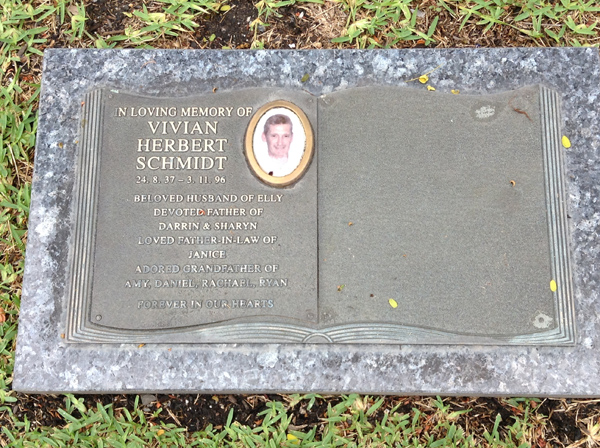 IN LOVING MEMORY OF
VIVIAN
HERBERT
SCHMIDT
24. 8. 37 – 3. 11. 96
BELOVED HUSBAND OF ELLY
DEVOTED FATHER OF
DARRIN & SHARYN
LOVED FATHER-IN-LAW OF
JANICE
ADORED GRANDFATHER OF
AMY, DANIEL, RACHAEL, RYAN
FOREVER IN OUR HEARTS